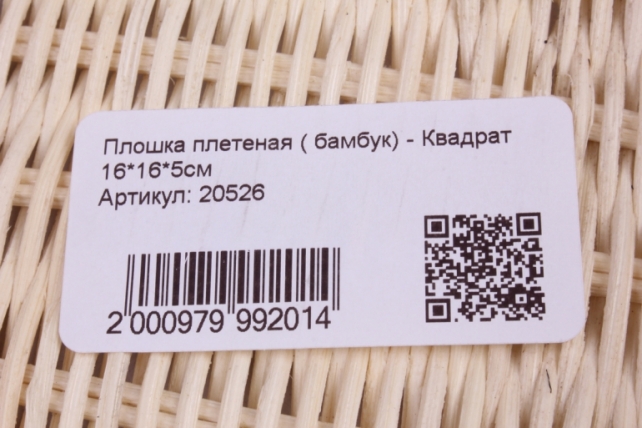 Плошка плетеная ( бамбук) - Квадрат
16*16*5см
Артикул: 20526
2 000979 992014